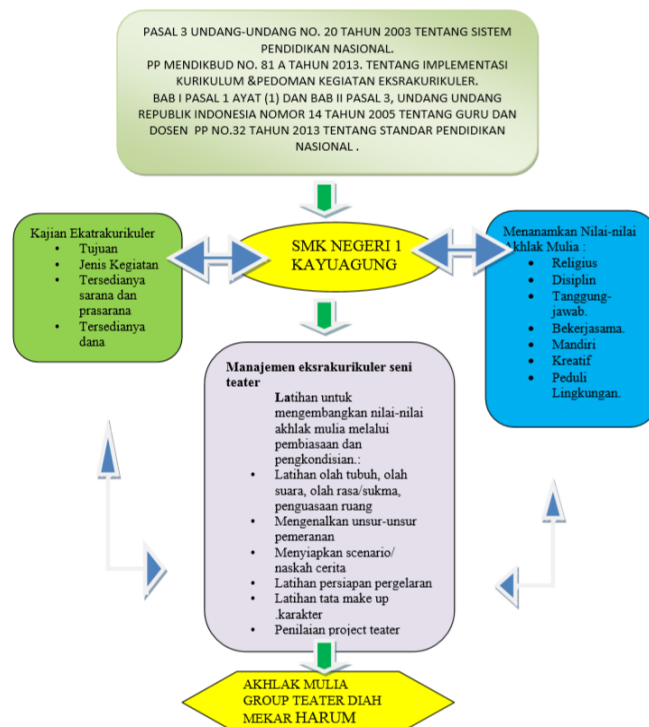 PASAL 3 UNDANG-UNDANG NO. 20 TAHUN 2003 TENTANG SISTEM
PENDIDIKAN NASIONAL.
PP MENDIKBUD NO. 81 A TAHUN 2013. TENTANG IMPLEMENTASI
KURIKULUM &PEDOMAN KEGIATAN EKSRAKURIKULER.
BAB I PASAL 1 AYAT (1) DAN BAB II PASAL 3, UNDANG UNDANG
REPUBLIK INDONESIA NOMOR 14 TAHUN 2005 TENTANG GURU DAN
DOSEN PP NO.32 TAHUN 2013 TENTANG STANDAR PENDIDIKAN
NASIONAL .
Kajian Ekatrakurikuler
• Tujuan
• Jenis Kegiatan
• Tersedianya
sarana dan
prasarana
• Tersedianya
dana
SMK NEGERI 1
KAYUAGUNG
Menanamkan Nilai-nilai
Akhlak Mulia :
• Religius
• Disiplin
• Tanggung-
jawab.
• Bekerjasama.
• Mandiri
• Kreatif
• Peduli
Lingkungan.
Manajemen eksrakurikuler seni
teater
Latihan untuk
mengembangkan nilai-nilai
akhlak mulia melalui
pembiasaan dan
pengkondisian.:
• Latihan olah tubuh, olah
suara, olah rasa/sukma,
penguasaan ruang
• Mengenalkan unsur-unsur
pemeranan
• Menyiapkan scenario/
naskah cerita
• Latihan persiapan pergelaran
• Latihan tata make up
.karakter
• Penilaian project teater
AKHLAK MULIA
GROUP TEATER DIAH
MEKAR HARUM